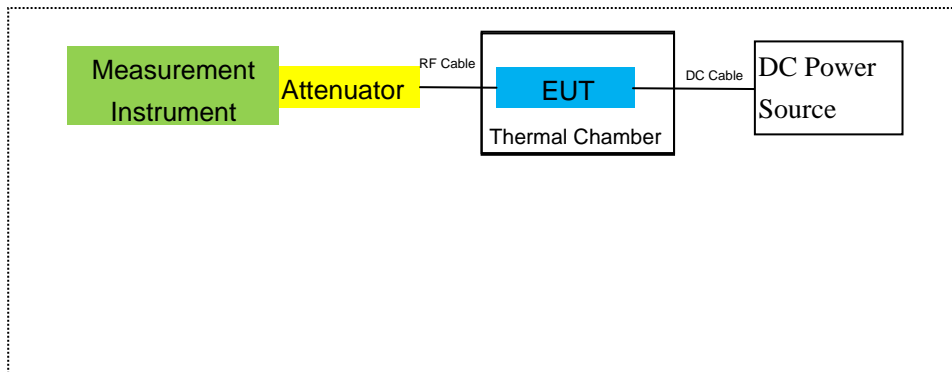 Measurement
Instrument
Attenuator
RF Cable
EUT
Thermal Chamber
DC Cable
DC Power
Source